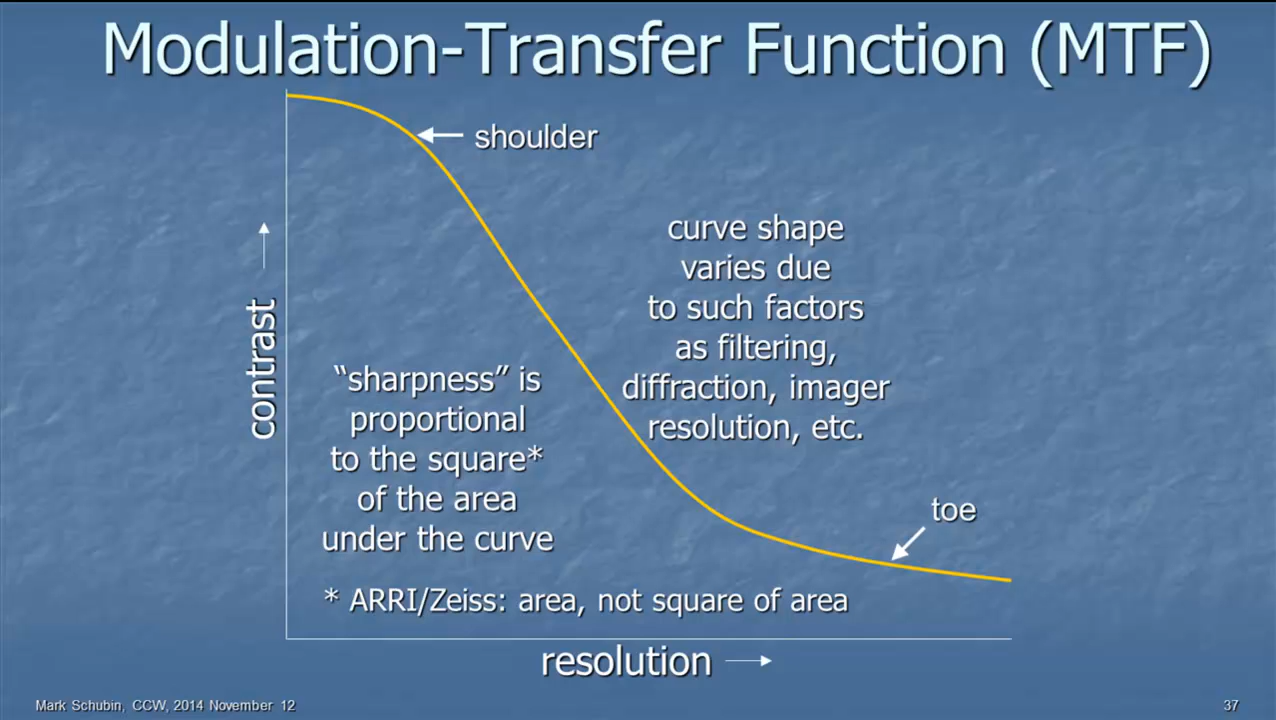 Modulation-Transfer Function (MTF)
shoulder
contrast
curve shape
varies due
to such factors
as filtering,
diffraction, imager
resolution, etc.
“sharpness” is
proportional
to the square*
of the area
under the curve
toe
* ARRI/Zeiss: area, not square of area
resolution
Mark Schubin, CCW, 2014 November 12
37